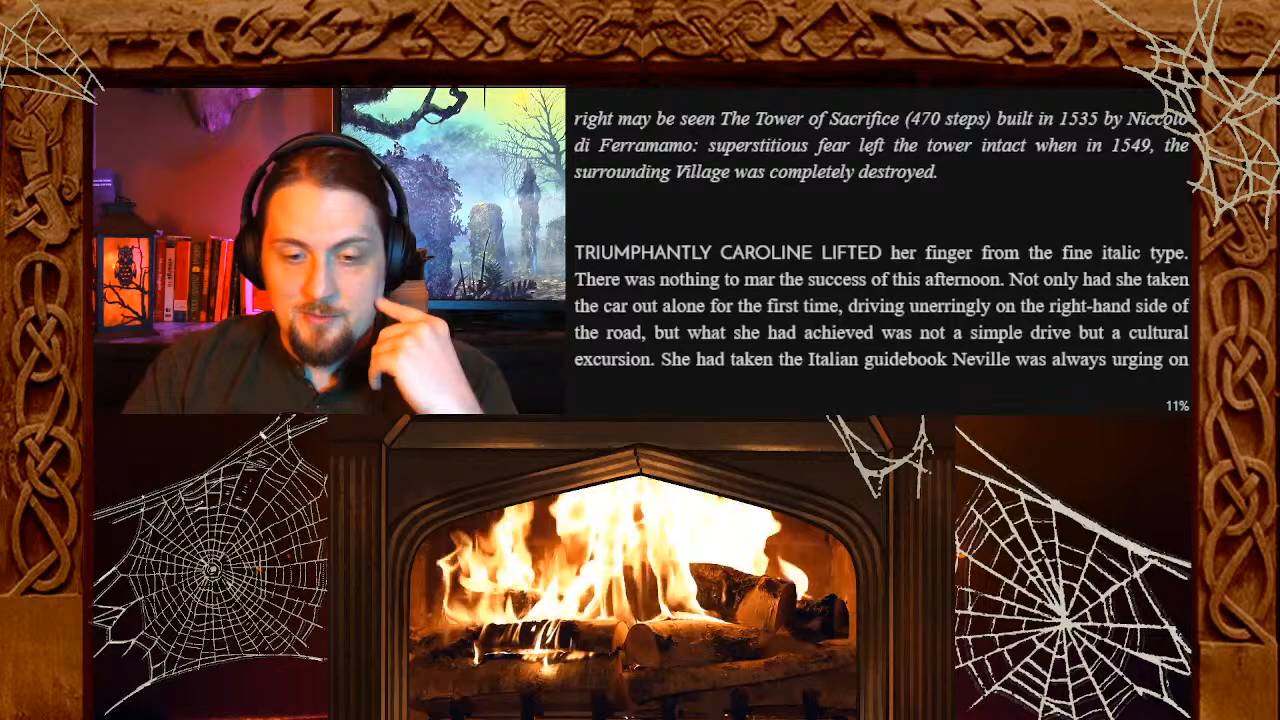 right may be seen The Tower of Sacrifice (470 steps) built in 1535 by Niccolo
di Ferramamo: superstitious fear left the tower intact when in 1549, the
surrounding Village was completely destroyed.
TRIUMPHANTLY CAROLINE LIFTED her finger from the fine italic type.
There was nothing to mar the success of this afternoon. Not only had she taken
the car out alone for the first time, driving unerringly on the right-hand side of
the road, but what she had achieved was not a simple drive but a cultural
excursion. She had taken the Italian guidebook Neville was always urging on
11%